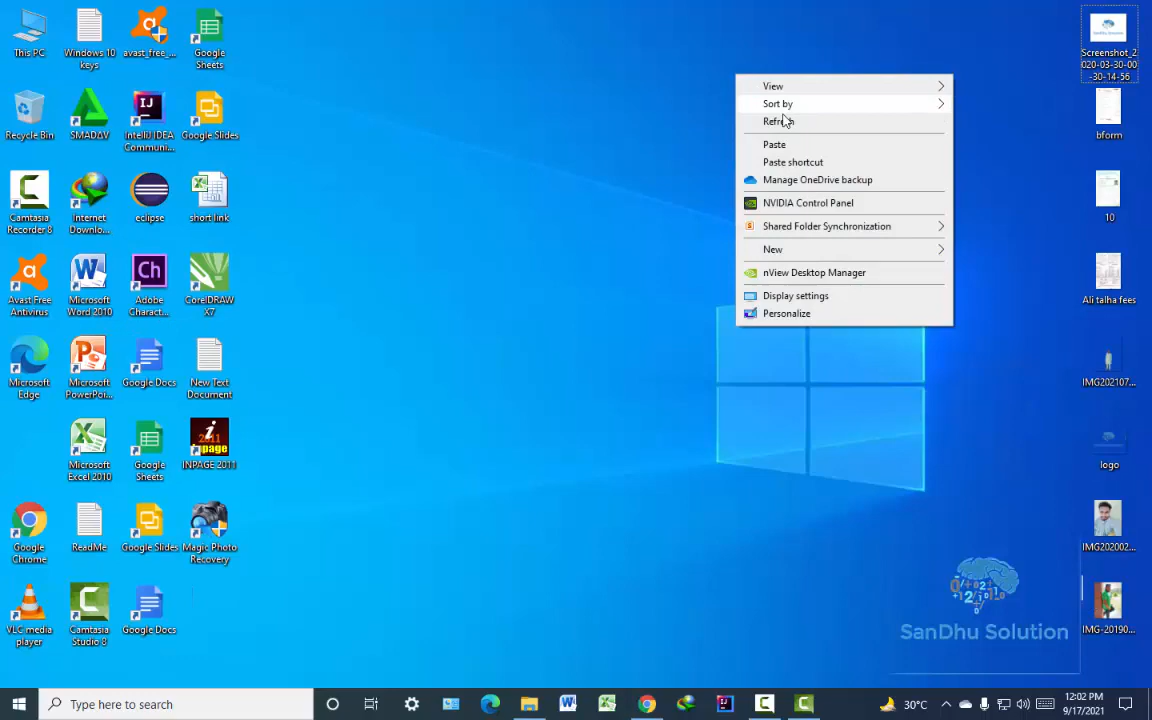 This PC
Windows 10
keys
avast_free_...
Google
Sheets
Recycle Bin
SMADΔV
IntelliJ IDEA
Communi...
Google Slides
Camtasia
Recorder 8
Internet
Downlo...
eclipse
short link
Avast Free
Antivirus
Microsoft
Word 2010
Adobe
Charact...
CorelDRAW
X7
Microsoft
Edge
Microsoft
PowerPoi...
Google Docs
New Text
Document
Microsoft
Excel 2010
Google
Sheets
INPAGE 2011
Google
Chrome
ReadMe
Google Slides
Magic Photo
Recovery
VLC media
player
Camtasia
Studio 8
Google Docs
View
Sort by
Refresh
Paste
Paste shortcut
Manage OneDrive backup
NVIDIA Control Panel
Shared Folder Synchronization
New
nView Desktop Manager
Display settings
Personalize
Screenshot_2
020-03-30-00
-30-14-56
bform
10
Ali talha fees
IMG202107...
logo
IMG202002...
IMG-20190...
SanDhu Solution
Type here to search
30°C
12:02 PM
9/17/2021